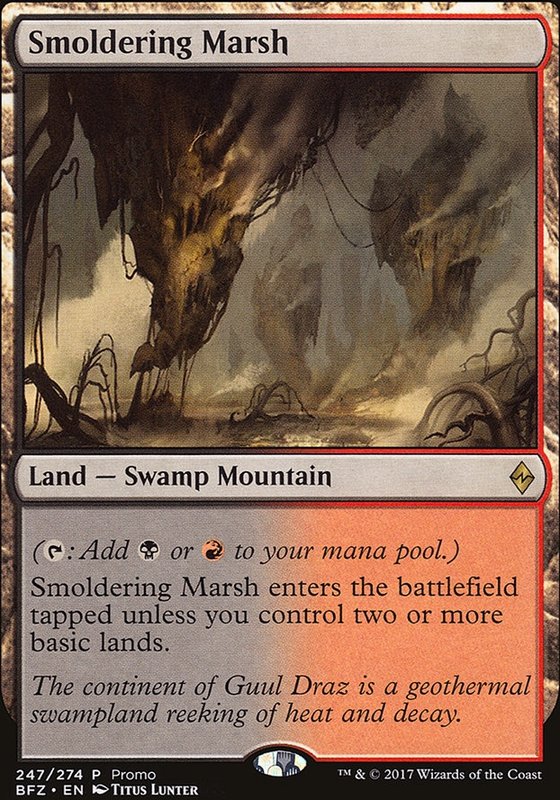 Smoldering Marsh
Land — Swamp Mountain
(: Add or to your mana pool.)
Smoldering Marsh enters the battlefield
tapped unless you control two or more
basic lands.
The continent of Guul Draz is a geothermal
swampland reeking of heat and decay.
247/274 P Promo
BFZ • EN Titus Lunter
™ & © 2017 Wizards of the Coast